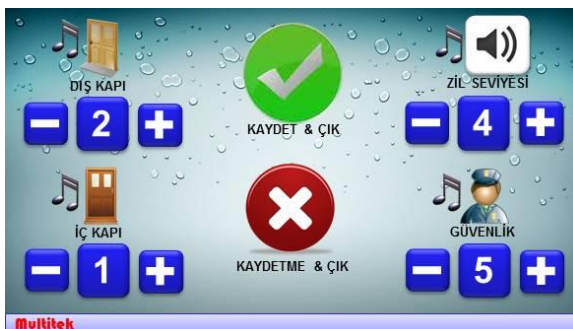 DIŞ KAPI
- 2 +
KAYDET & ÇIK
ZİL SEVİYESİ
- 4 +
İÇ KAPI
- 1 +
KAYDETME & ÇIK
GÜVENLİK
- 5 +
Multitek